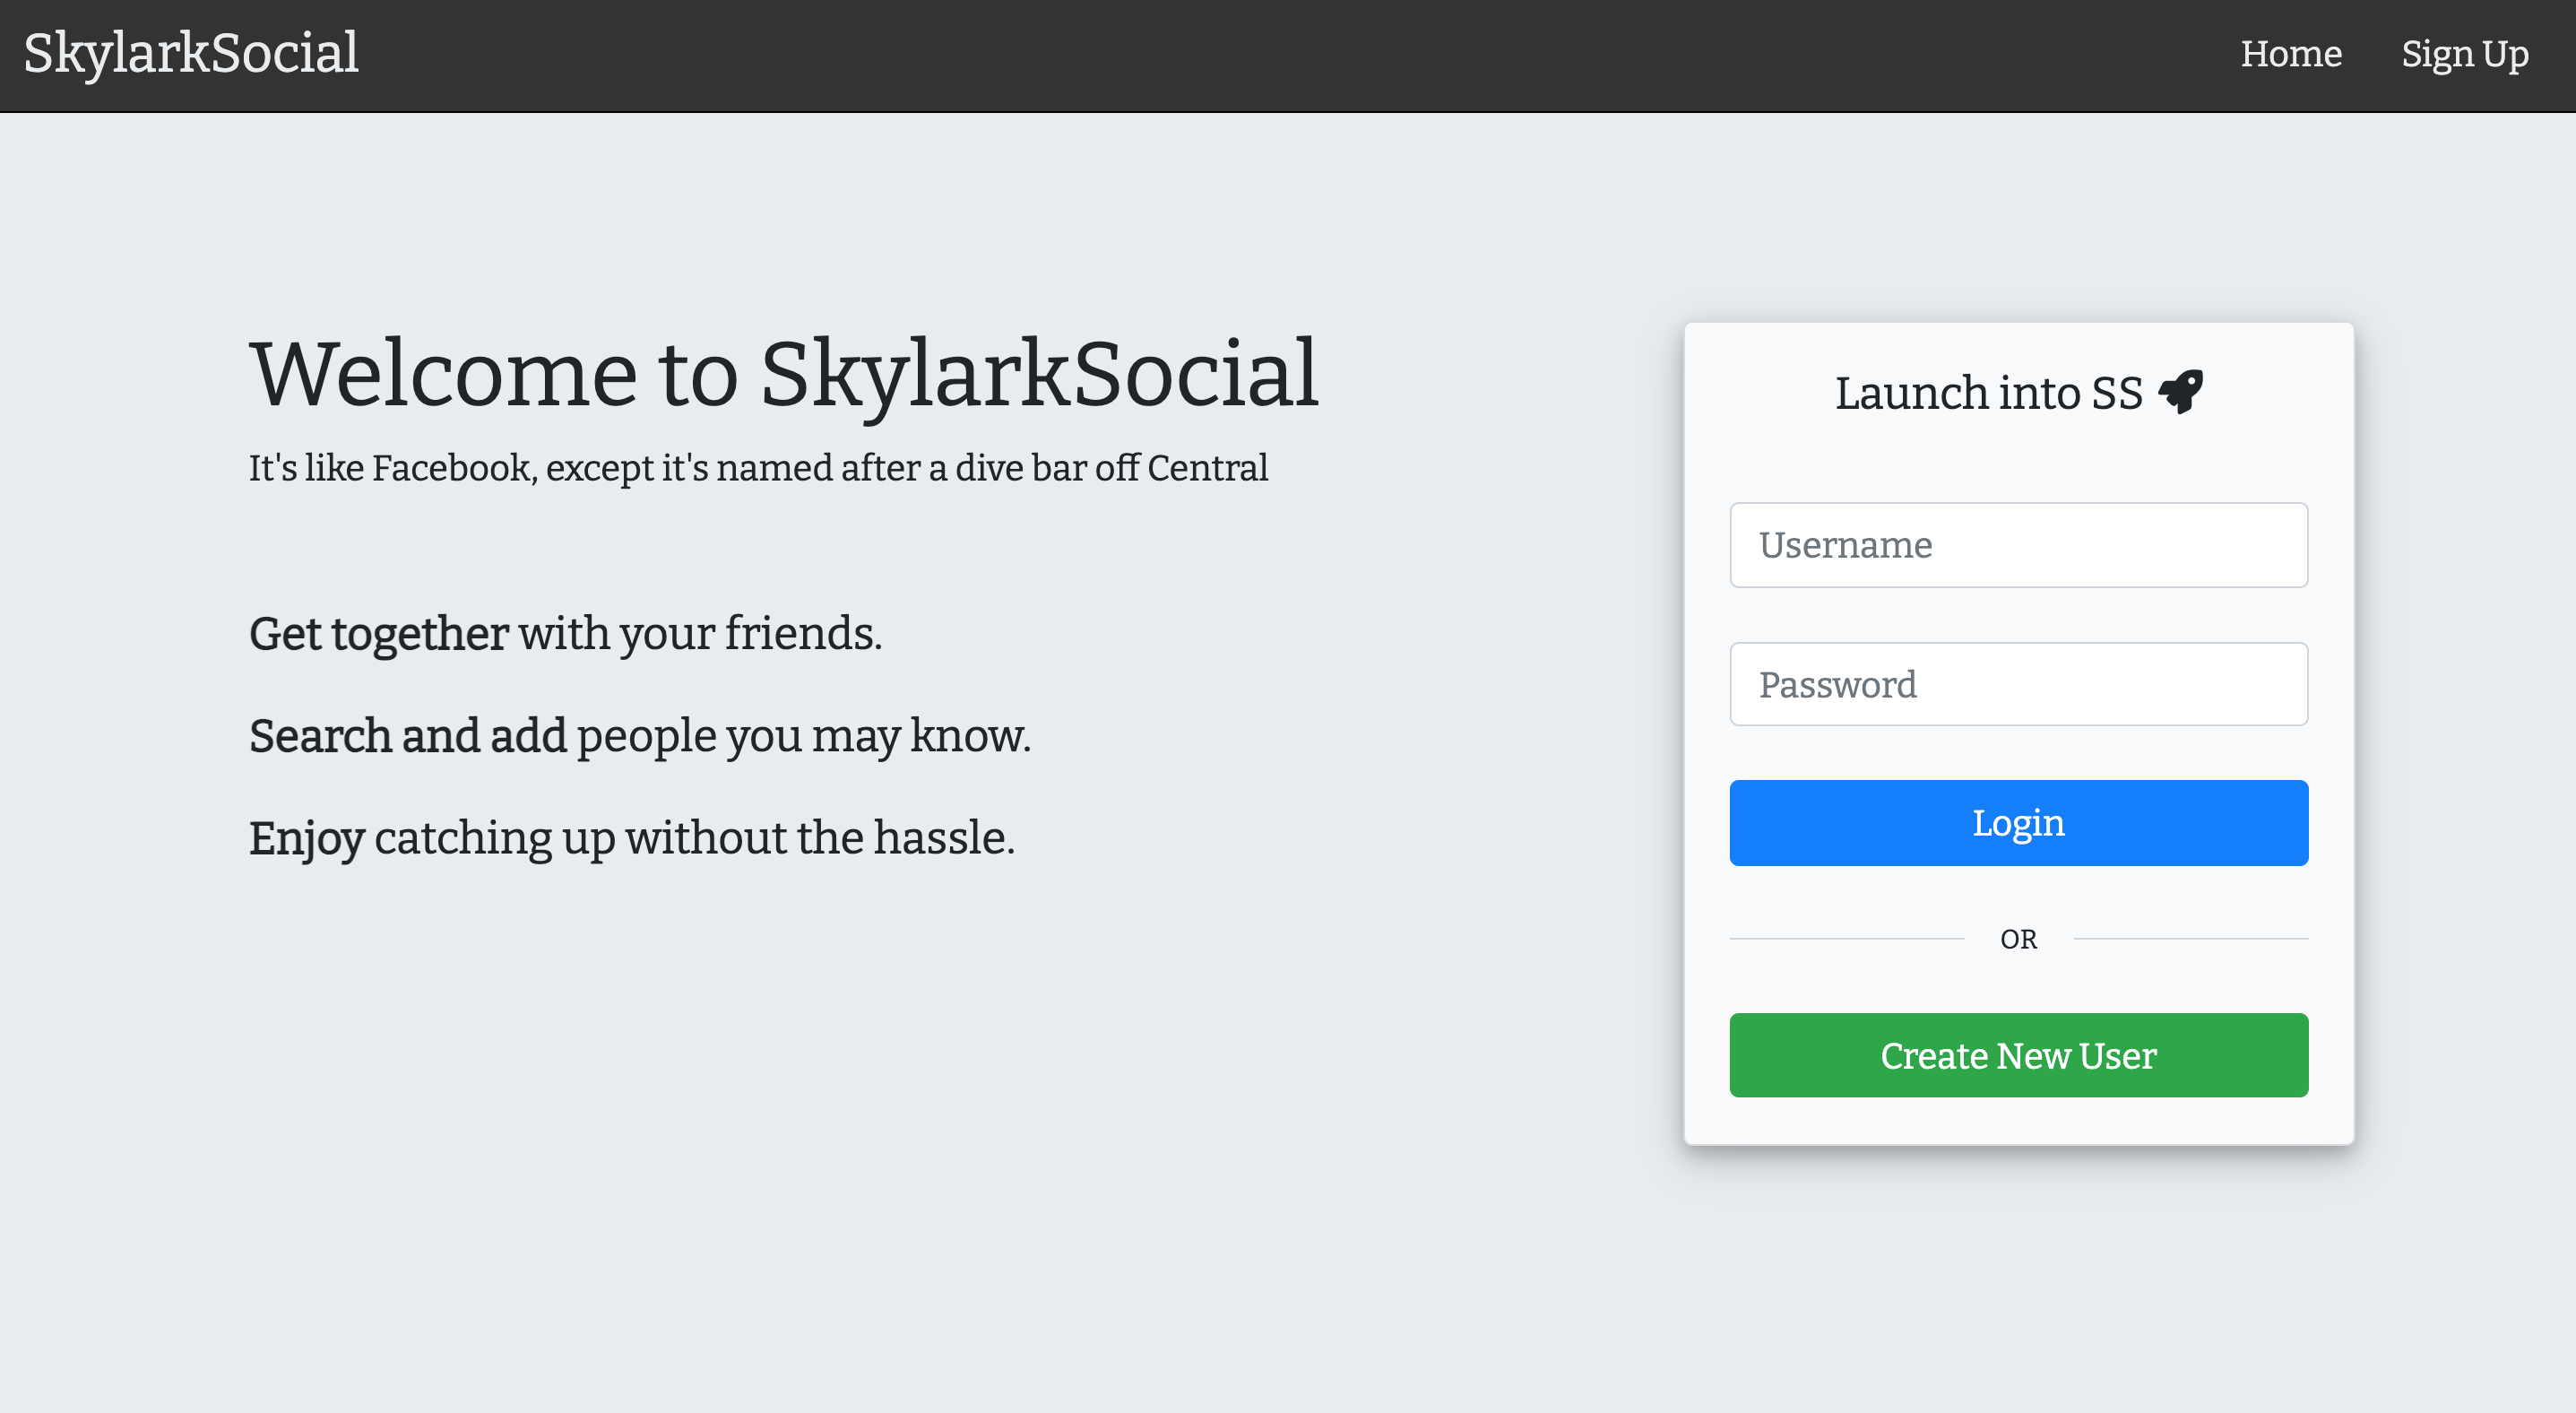 SkylarkSocial
Home
Sign Up
Welcome to SkylarkSocial
It's like Facebook, except it's named after a dive bar off Central
Get together with your friends.
Search and add people you may know.
Enjoy catching up without the hassle.
Launch into SS
Username
Password
Login
OR
Create New User